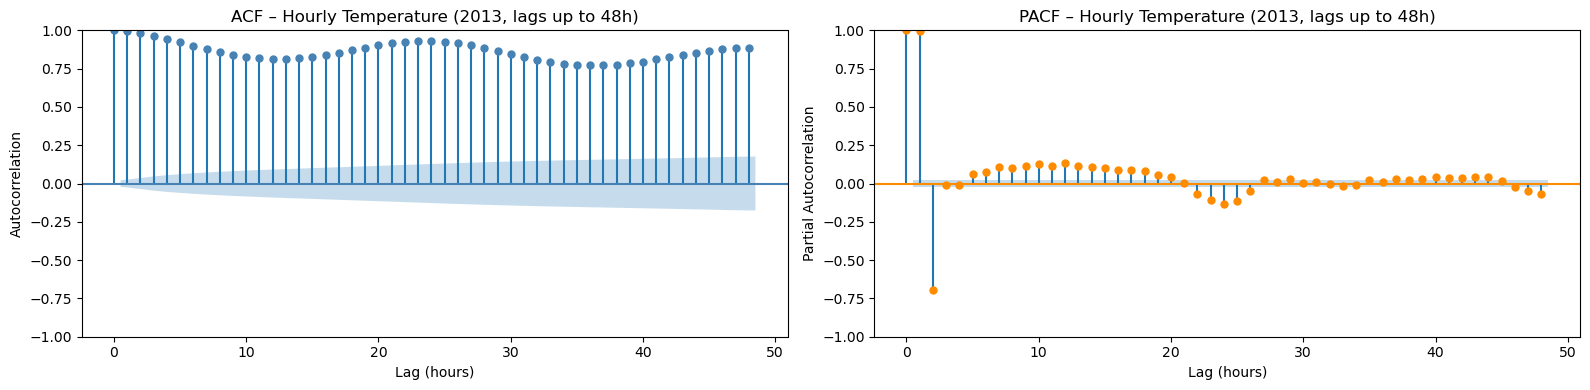 ACF – Hourly Temperature (2013, lags up to 48h)
1.00
0.75
0.50
0.25
0.00
−0.25
−0.50
−0.75
−1.00
Autocorrelation
0 10 20 30 40 50
Lag (hours)
PACF – Hourly Temperature (2013, lags up to 48h)
1.00
0.75
0.50
0.25
0.00
−0.25
−0.50
−0.75
−1.00
Partial Autocorrelation
0 10 20 30 40 50
Lag (hours)